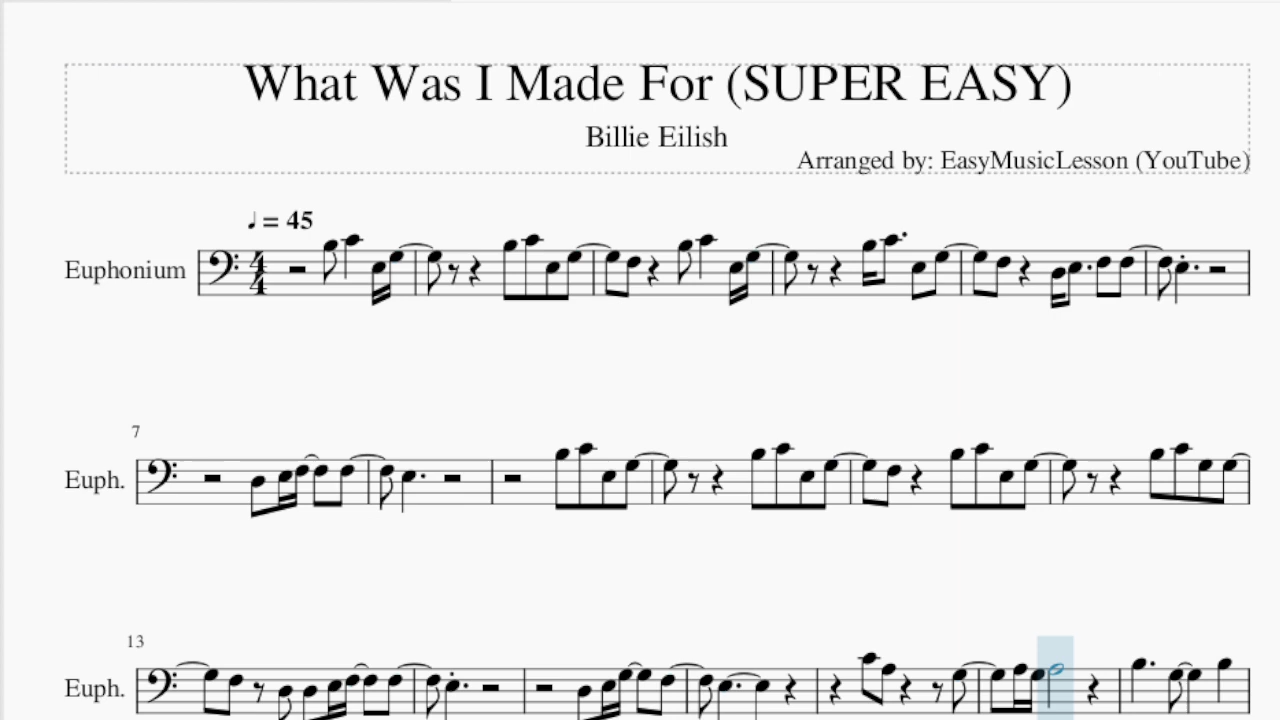 What Was I Made For (SUPER EASY)
Billie Eilish
Arranged by: EasyMusicLesson (YouTube)
♩ = 45
Euphonium
4
4
7
Euph.
13
Euph.